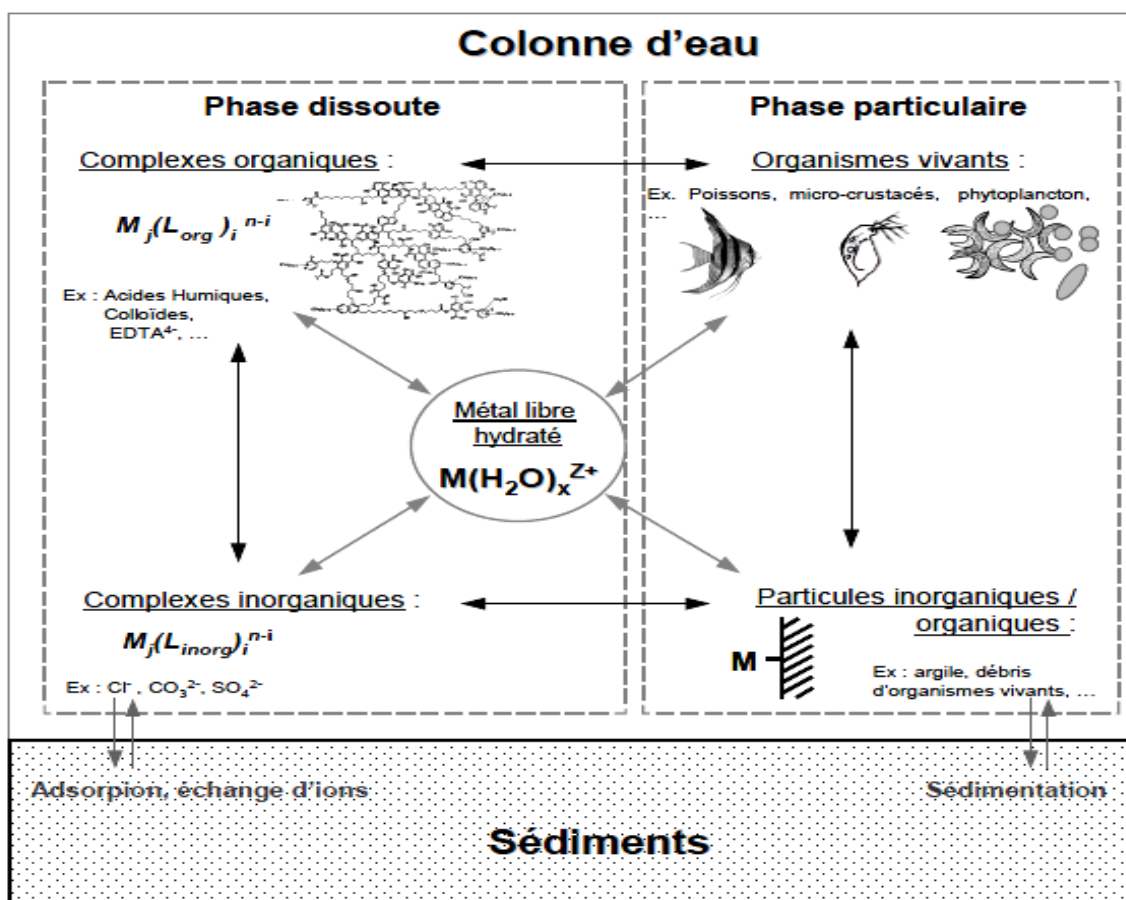 Colonne d'eau
Phase dissoute
Complexes organiques :
M j(L org )i n-i
Ex : Acides Humiques,
Colloïdes,
EDTA4-, …
Métal libre
hydraté
M(H2O)xZ+
Complexes inorganiques :
Mj(Linorg)i n-i
Ex : Cl-, CO32-, SO42-
Phase particulaire
Organismes vivants :
Ex. Poissons, micro-crustacés, phytoplancton,
…
Particules inorganiques /
organiques :
M
Ex : argile, débris
d'organismes vivants, …
Adsorpion, échange d'ions
Sédimentation
Sédiments